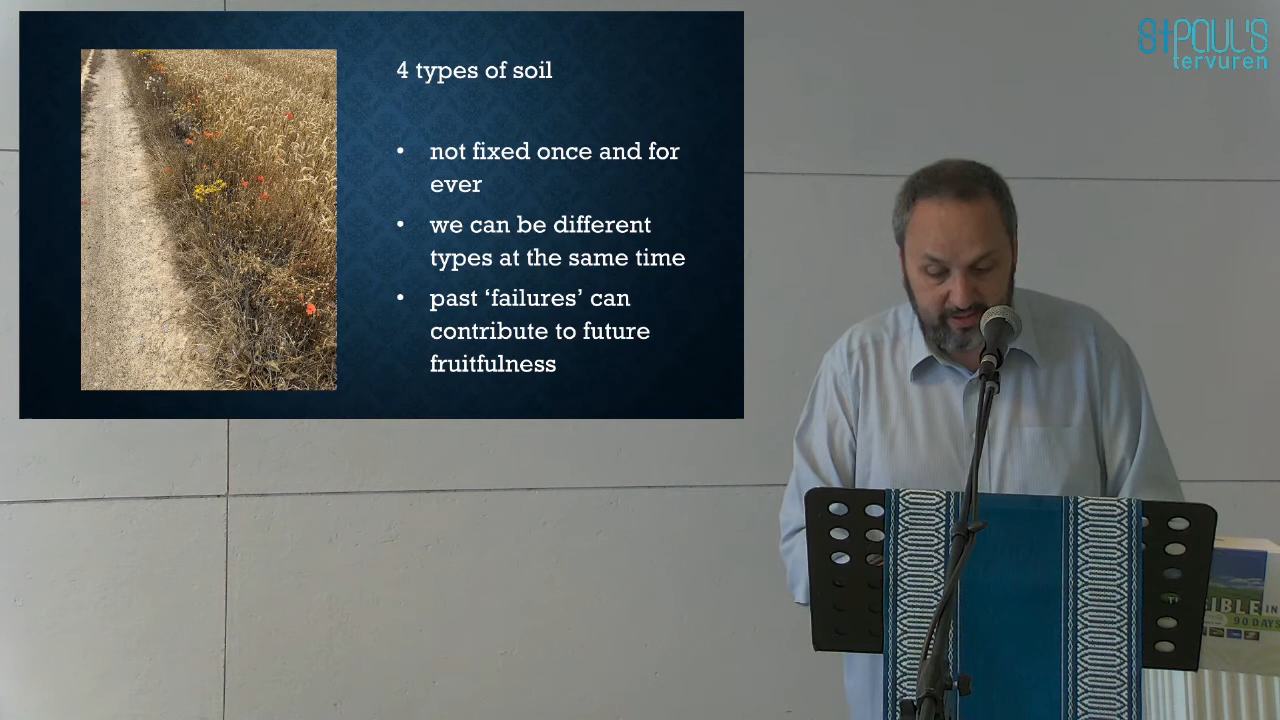 4 types of soil
• not fixed once and for
ever
• we can be different
types at the same time
• past ‘failures’ can
contribute to future
fruitfulness
St PAUL'S
tervuren
BIBLE IN
90 DAYS